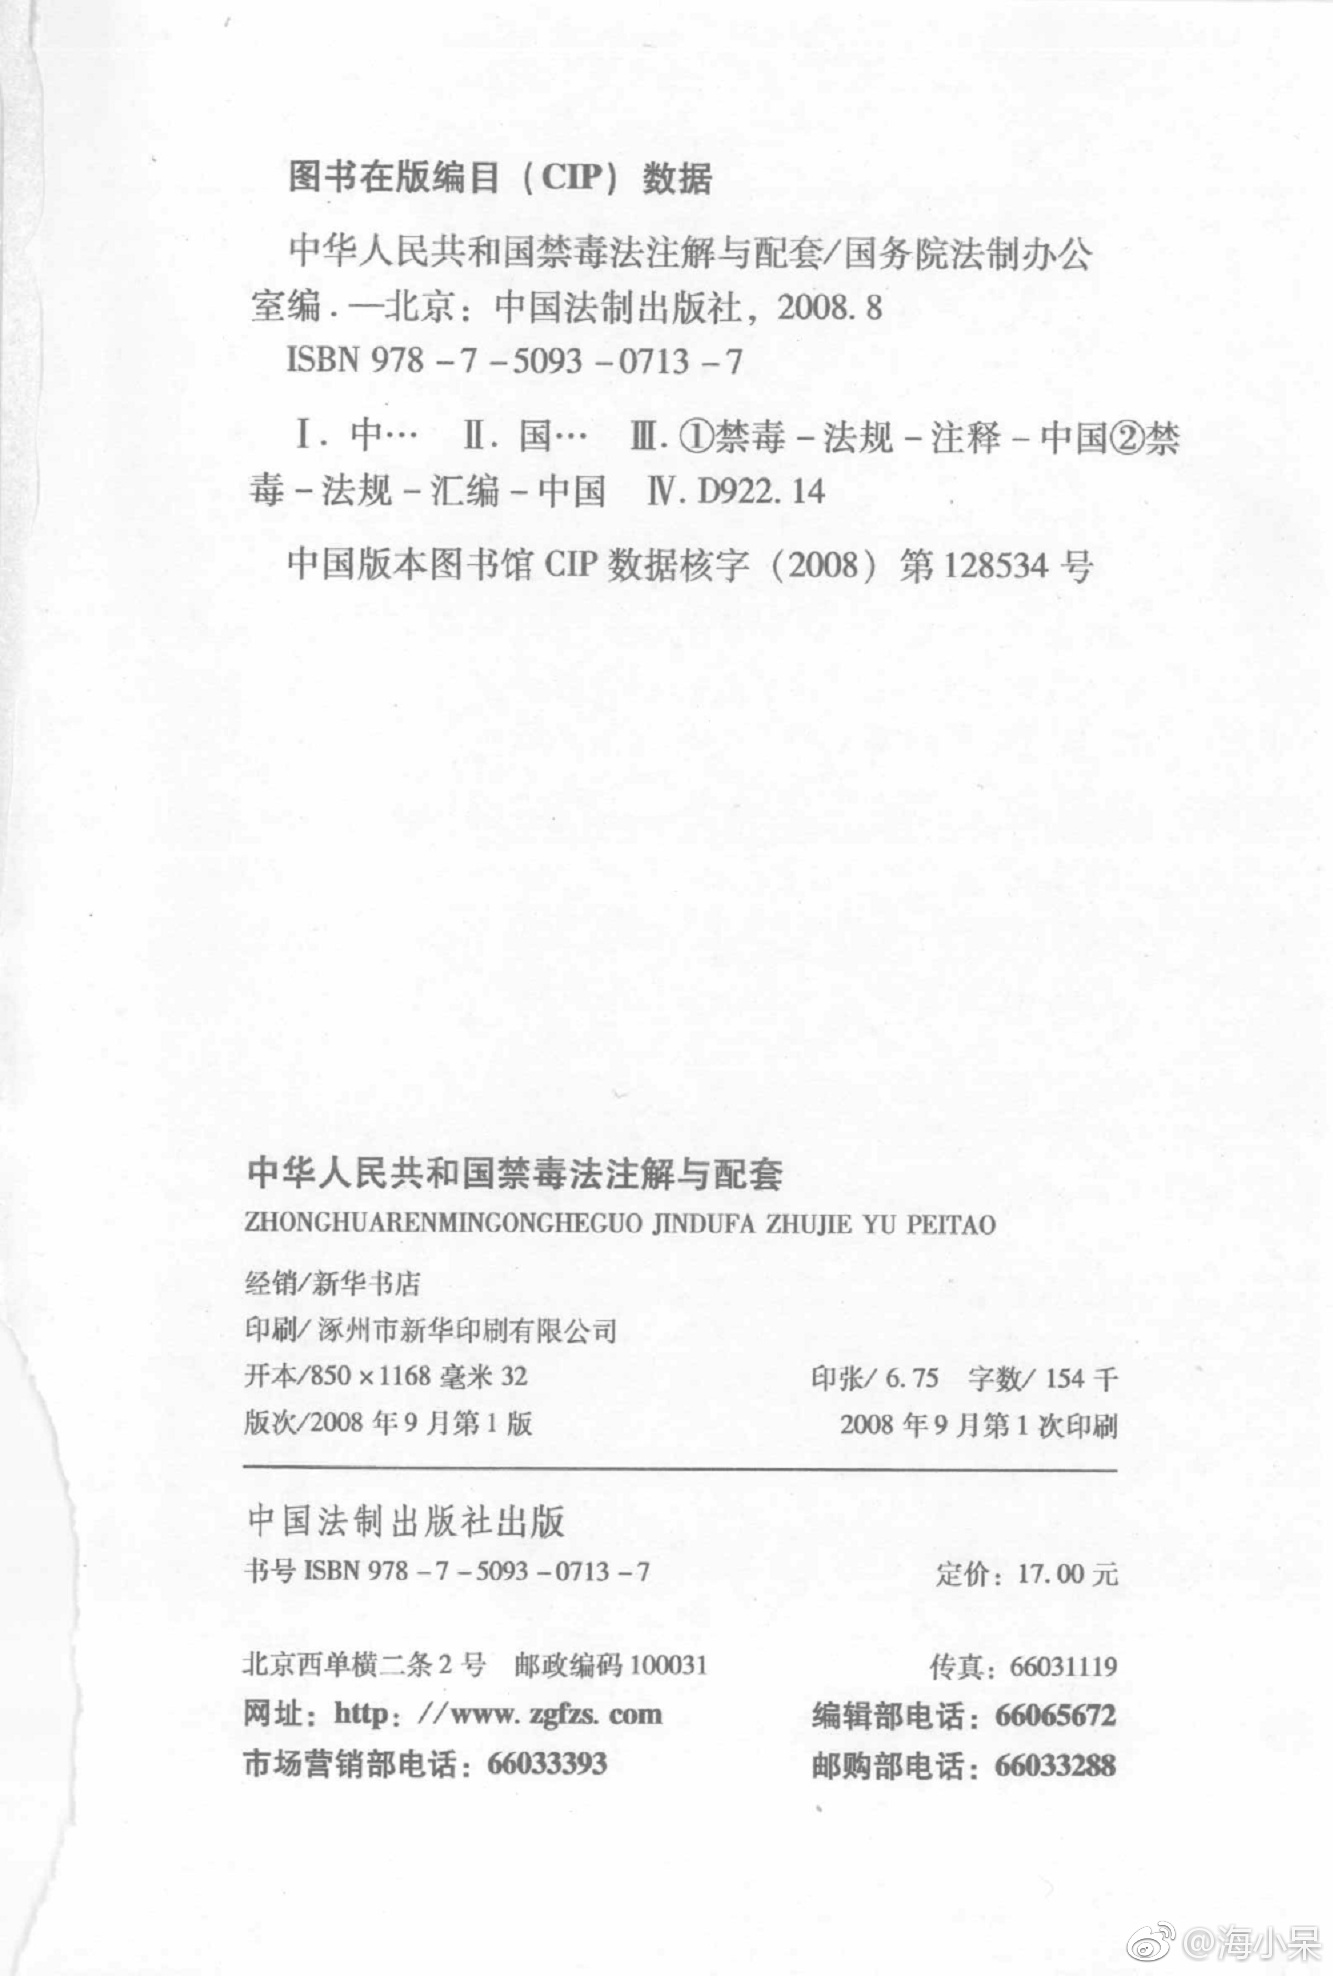 图书在版编目（CIP）数据
中华人民共和国禁毒法注解与配套/国务院法制办公
室编．—北京：中国法制出版社，2008.8
ISBN 978－7－5093－0713－7
Ⅰ．中… Ⅱ．国… Ⅲ．①禁毒－法规－注释－中国②禁
毒－法规－汇编－中国 Ⅳ．D922.14
中国版本图书馆 CIP 数据核字（2008）第 128534 号
中华人民共和国禁毒法注解与配套
ZHONGHUARENMINGONGHEGUO JINDUFA ZHUJIE YU PEITAO
经销/新华书店
印刷/涿州市新华印刷有限公司
开本/850×1168 毫米 32 印张/6.75 字数/154 千
版次/2008 年 9 月第 1 版 2008 年 9 月第 1 次印刷
中国法制出版社出版
书号 ISBN 978－7－5093－0713－7 定价：17.00 元
北京西单横二条 2 号 邮政编码 100031 传真：66031119
网址：http：//www.zgfzs.com 编辑部电话：66065672
市场营销部电话：66033393 邮购部电话：66033288
@海小呆